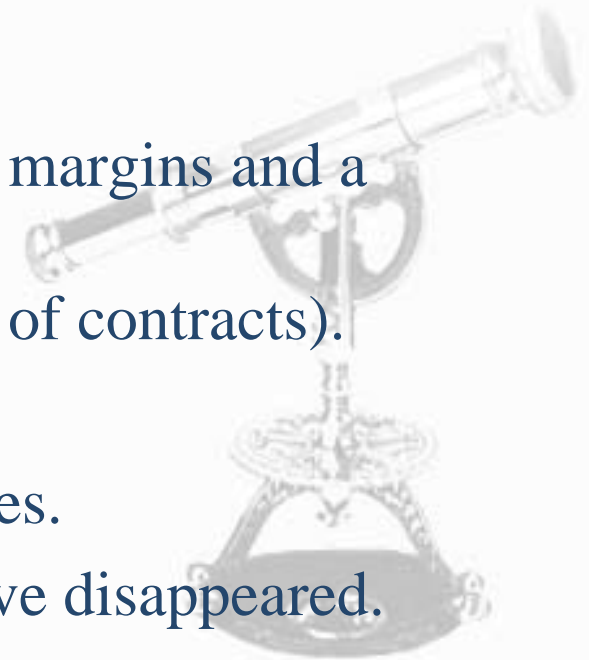 margins and a
of contracts).
es.
ve disappeared.